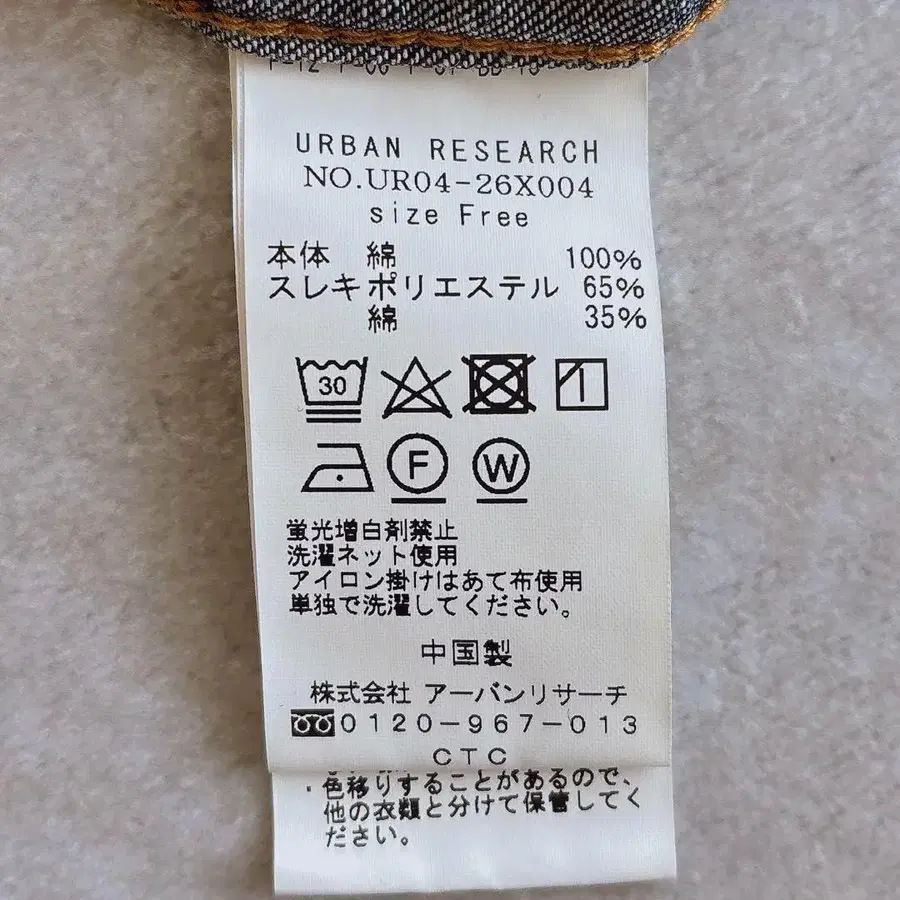 URBAN RESEARCH
NO.UR04-26X004
size Free
本体 綿 100%
スレキポリエステル 65%
綿 35%
30
F W
蛍光増白剤禁止
洗濯ネット使用
アイロン掛けはあて布使用
単独で洗濯してください。
中国製
株式会社 アーバンリサーチ
0120-967-013
CTC
色移りすることがあるので、
他の衣類と分けて保管してく
ださい。